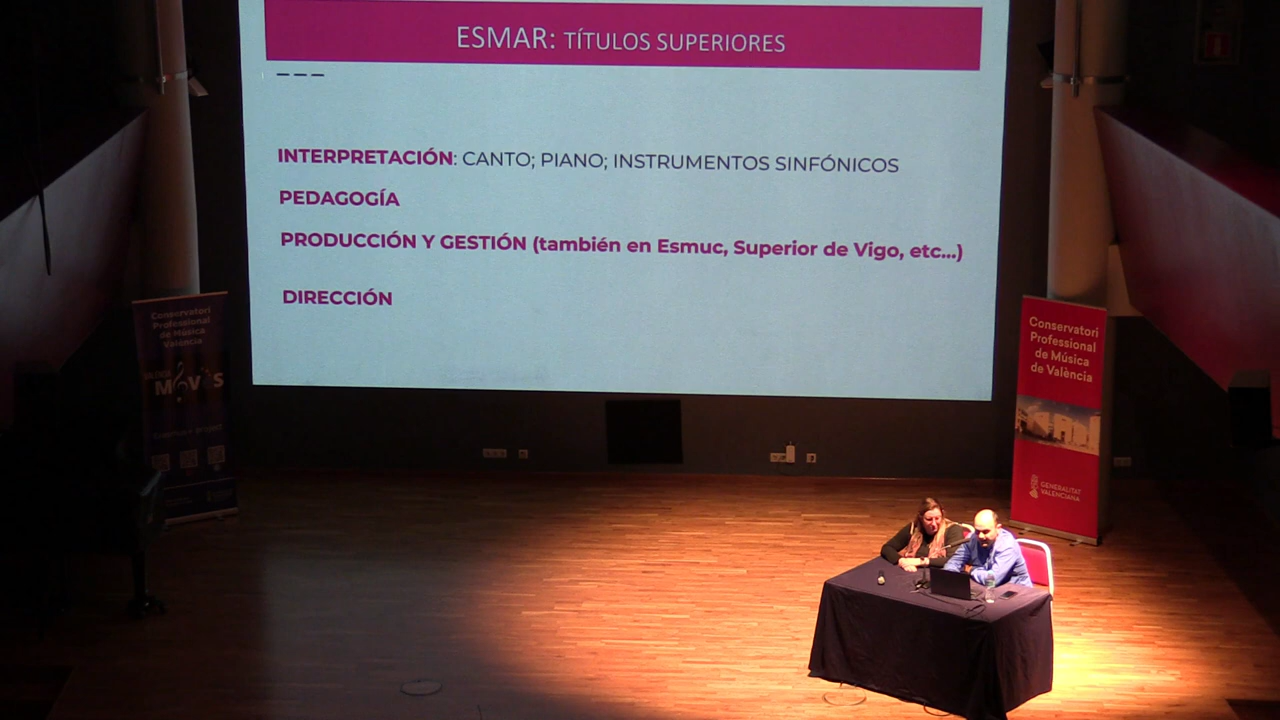 ESMAR: TÍTULOS SUPERIORES
INTERPRETACIÓN: CANTO; PIANO; INSTRUMENTOS SINFÓNICOS
PEDAGOGÍA
PRODUCCIÓN Y GESTIÓN (también en Esmuc, Superior de Vigo, etc...)
DIRECCIÓN
Conservatori
Professional
de Música
València
Conservatori
Professional
de Música
de València
GENERALITAT
VALENCIANA